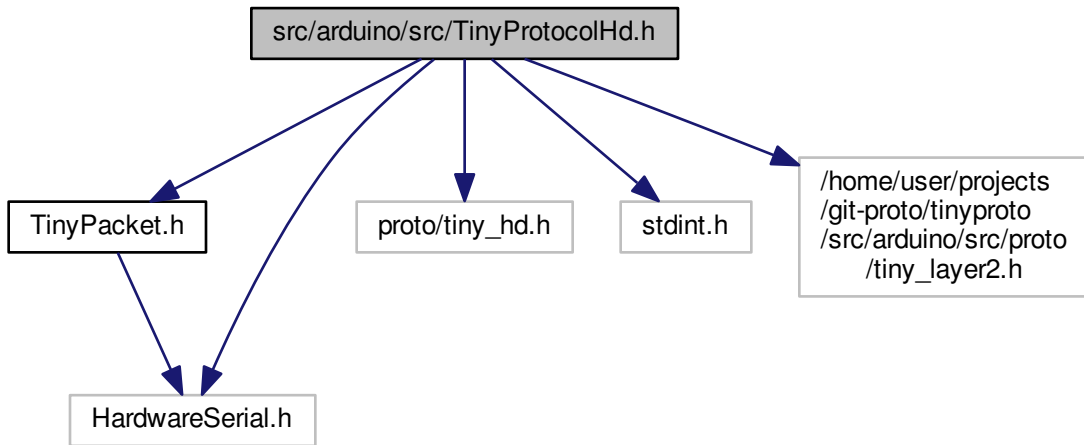 src/arduino/src/TinyProtocolHd.h
TinyPacket.h
proto/tiny_hd.h
stdint.h
/home/user/projects
/git-proto/tinyproto
/src/arduino/src/proto
/tiny_layer2.h
HardwareSerial.h